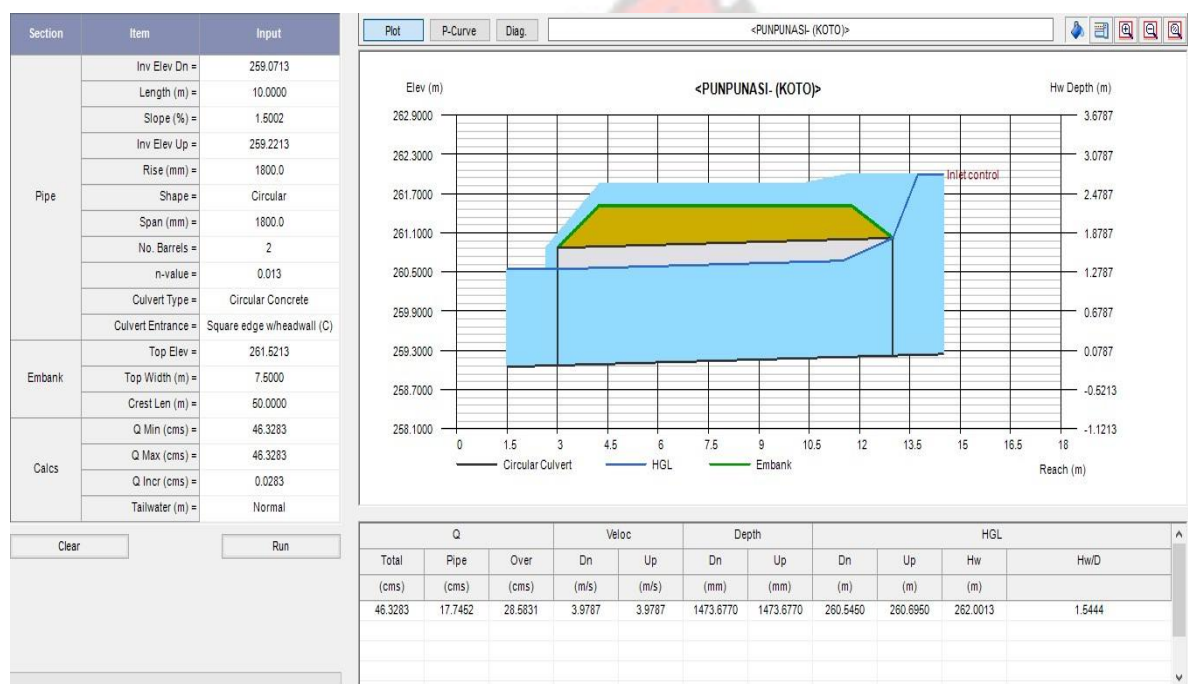 Section Item Input
Pipe
Inv Elev Dn = 259.0713
Length (m) = 10.0000
Slope (%) = 1.5002
Inv Elev Up = 259.2213
Rise (mm) = 1800.0
Shape = Circular
Span (mm) = 1800.0
No. Barrels = 2
n-value = 0.013
Culvert Type = Circular Concrete
Culvert Entrance = Square edge w/headwall (C)
Embank
Top Elev = 261.5213
Top Width (m) = 7.5000
Crest Len (m) = 50.0000
Calcs
Q Min (cms) = 46.3283
Q Max (cms) = 46.3283
Q Incr (cms) = 0.0283
Tailwater (m) = Normal
Clear Run
Plot P-Curve Diag. <PUNPUNASI- (KOTO)>
Elev (m) <PUNPUNASI- (KOTO)> Hw Depth (m)
262.9000 3.6787
262.3000 3.0787
Inlet control
261.7000 2.4787
261.1000 1.8787
260.5000 1.2787
259.9000 0.6787
259.3000 0.0787
258.7000 -0.5213
258.1000 -1.1213
0 1.5 3 4.5 6 7.5 9 10.5 12 13.5 15 16.5 18
Circular Culvert HGL Embank Reach (m)
Q Veloc Depth HGL
Total Pipe Over Dn Up Dn Up Dn Up Hw Hw/D
(cms) (cms) (cms) (m/s) (m/s) (mm) (mm) (m) (m) (m)
46.3283 17.7452 28.5831 3.9787 3.9787 1473.6770 1473.6770 260.5450 260.6950 262.0013 1.5444